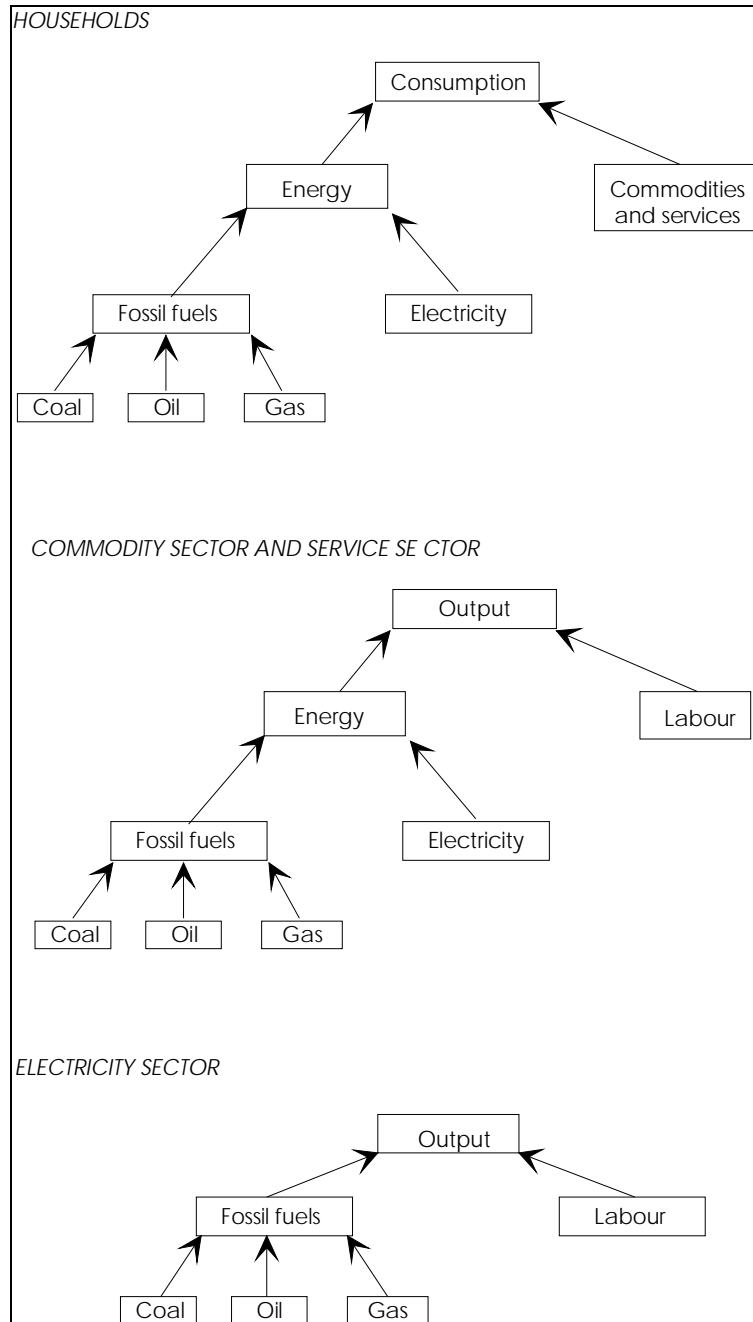 HOUSEHOLDS
Consumption
Energy
Commodities
and services
Fossil fuels
Electricity
Coal
Oil
Gas
COMMODITY SECTOR AND SERVICE SE CTOR
Output
Energy
Labour
Fossil fuels
Electricity
Coal
Oil
Gas
ELECTRICITY SECTOR
Output
Fossil fuels
Labour
Coal
Oil
Gas